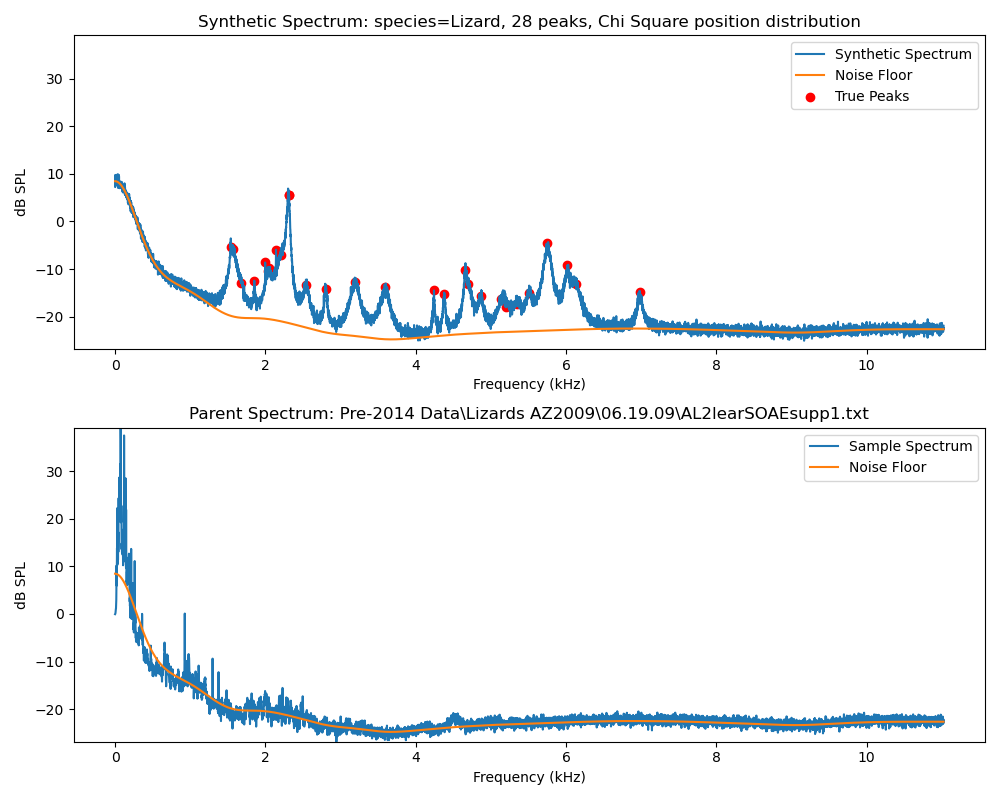 Synthetic Spectrum: species=Lizard, 28 peaks, Chi Square position distribution
dB SPL
30
20
10
0
−10
−20
Synthetic Spectrum
Noise Floor
True Peaks
0 2 4 6 8 10
Frequency (kHz)
Parent Spectrum: Pre-2014 Data\Lizards AZ2009\06.19.09\AL2learSOAEsupp1.txt
dB SPL
30
20
10
0
−10
−20
Sample Spectrum
Noise Floor
0 2 4 6 8 10
Frequency (kHz)